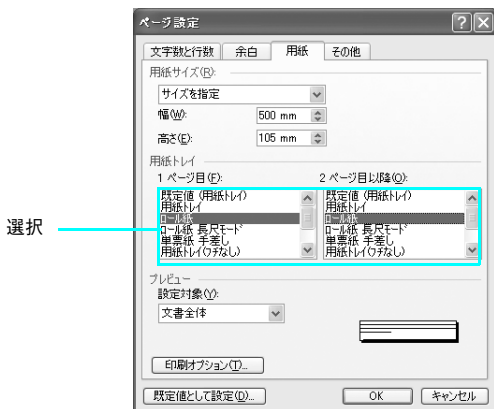 ページ設定
文字数と行数 余白 用紙 その他
用紙サイズ(R):
サイズを指定
幅(W): 500 mm
高さ(E): 105 mm
用紙トレイ
1 ページ目(F): 2 ページ目以降(O):
既定値 (用紙トレイ) 既定値 (用紙トレイ)
用紙トレイ 用紙トレイ
ロール紙 ロール紙
ロール紙 長尺モード ロール紙 長尺モード
単票紙 手差し 単票紙 手差し
用紙トレイ(フチなし) 用紙トレイ(フチなし)
選択
プレビュー
設定対象(Y):
文書全体
印刷オプション(T)...
既定値として設定(D)... OK キャンセル